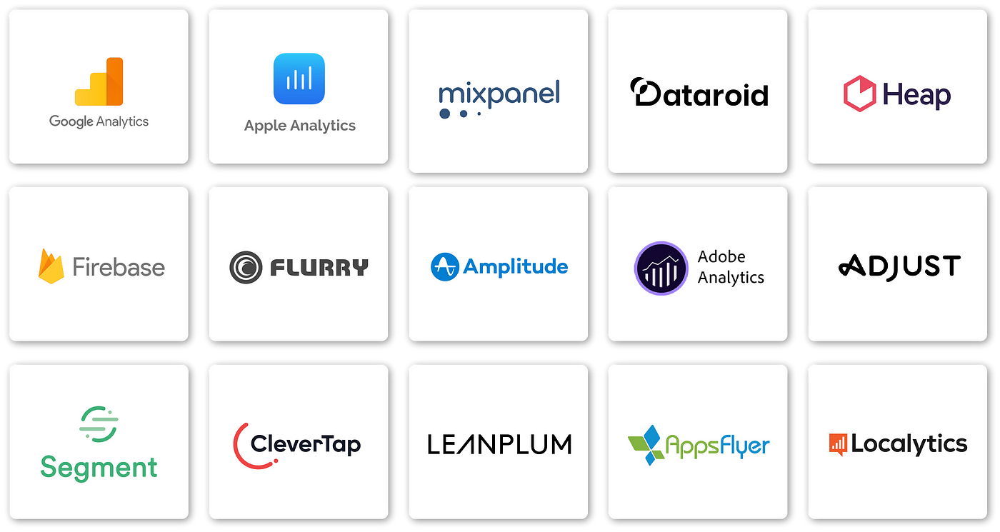 Google Analytics
Apple Analytics
mixpanel
Dataroid
Heap
Firebase
FLURRY
Amplitude
Adobe
Analytics
ADJUST
Segment
CleverTap
LEANPLUM
AppsFlyer
Localytics